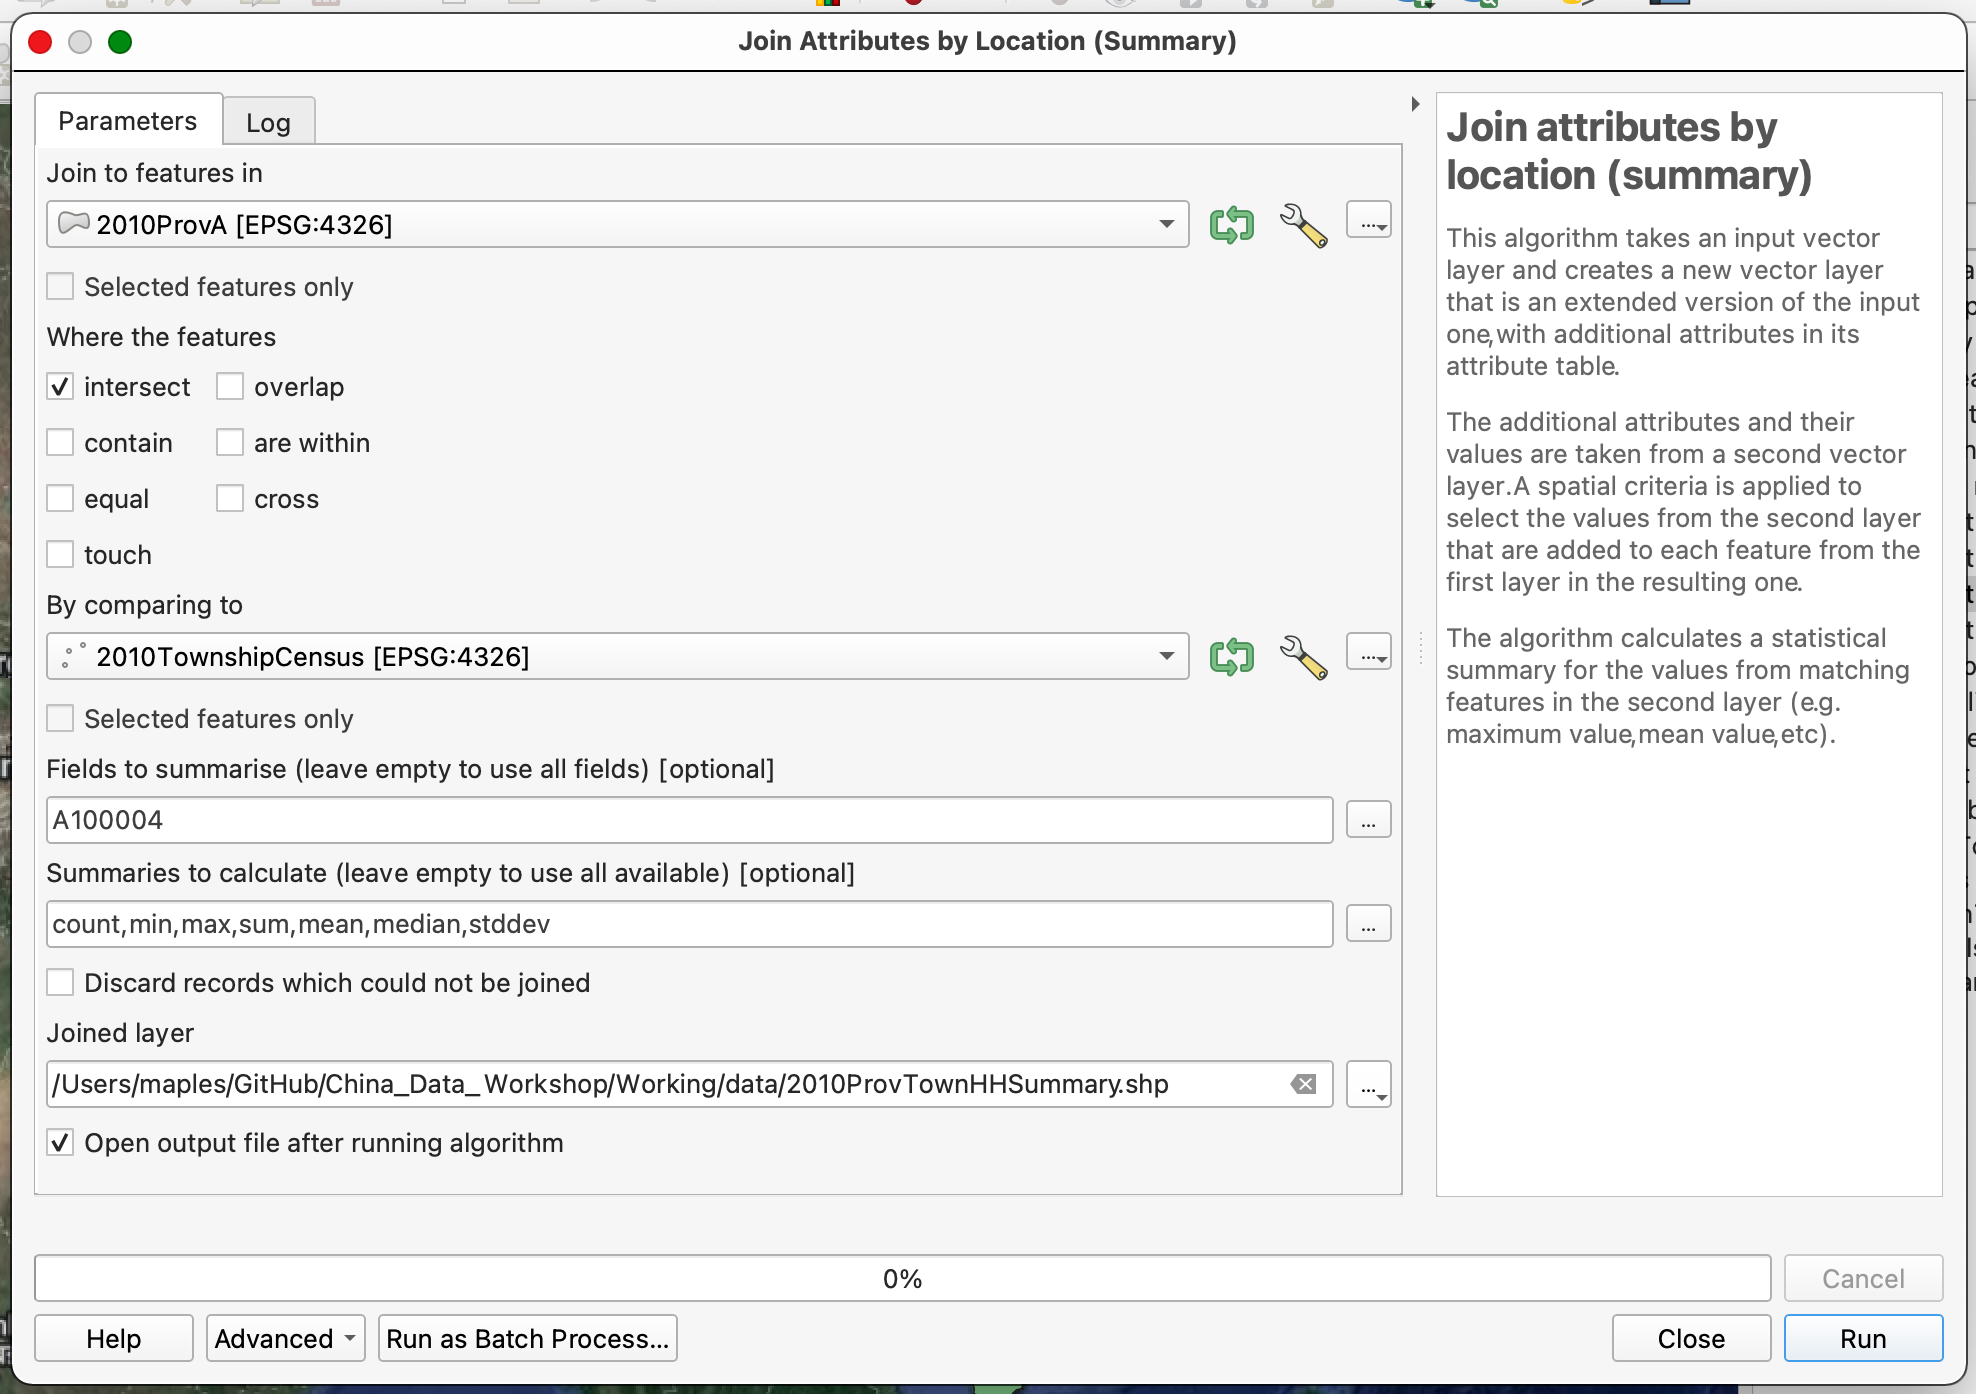 Join Attributes by Location (Summary)
Parameters
Log
Join to features in
2010ProvA [EPSG:4326]
...
Selected features only
Where the features
intersect
overlap
contain
are within
equal
cross
touch
By comparing to
2010TownshipCensus [EPSG:4326]
...
Selected features only
Fields to summarise (leave empty to use all fields) [optional]
A100004
...
Summaries to calculate (leave empty to use all available) [optional]
count,min,max,sum,mean,median,stddev
...
Discard records which could not be joined
Joined layer
/Users/maples/GitHub/China_Data_Workshop/Working/data/2010ProvTownHHSummary.shp
...
Open output file after running algorithm
Join attributes by
location (summary)
This algorithm takes an input vector
layer and creates a new vector layer
that is an extended version of the input
one,with additional attributes in its
attribute table.
The additional attributes and their
values are taken from a second vector
layer.A spatial criteria is applied to
select the values from the second layer
that are added to each feature from the
first layer in the resulting one.
The algorithm calculates a statistical
summary for the values from matching
features in the second layer (e.g.
maximum value,mean value,etc).
0%
Cancel
Help
Advanced
Run as Batch Process...
Close
Run